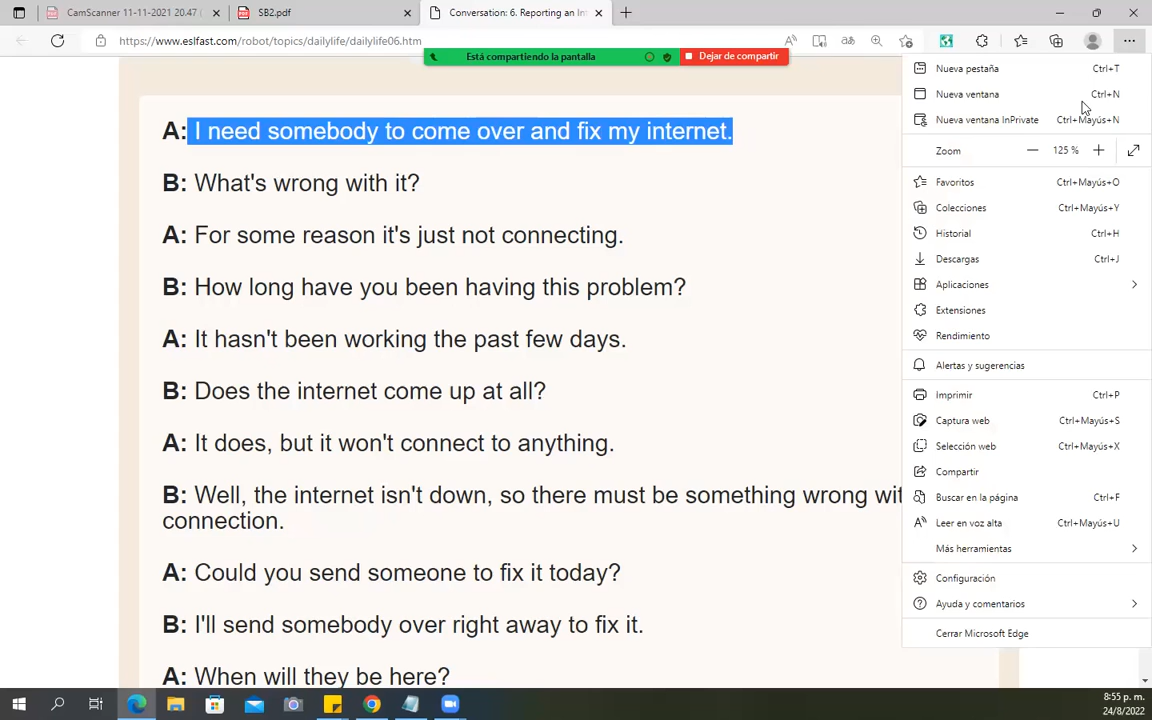 CamScanner 11-11-2021 20.47
SB2.pdf
Conversation: 6. Reporting an In
https://www.eslfast.com/robot/topics/dailylife/dailylife06.htm
Está compartiendo la pantalla
Dejar de compartir
A: I need somebody to come over and fix my internet.
B: What's wrong with it?
A: For some reason it's just not connecting.
B: How long have you been having this problem?
A: It hasn't been working the past few days.
B: Does the internet come up at all?
A: It does, but it won't connect to anything.
B: Well, the internet isn't down, so there must be something wrong wit
connection.
A: Could you send someone to fix it today?
B: I'll send somebody over right away to fix it.
A: When will they be here?
Nueva pestaña Ctrl+T
Nueva ventana Ctrl+N
Nueva ventana InPrivate Ctrl+Mayús+N
Zoom — 125 % +
Favoritos Ctrl+Mayús+O
Colecciones Ctrl+Mayús+Y
Historial Ctrl+H
Descargas Ctrl+J
Aplicaciones
Extensiones
Rendimiento
Alertas y sugerencias
Imprimir Ctrl+P
Captura web Ctrl+Mayús+S
Selección web Ctrl+Mayús+X
Compartir
Buscar en la página Ctrl+F
Leer en voz alta Ctrl+Mayús+U
Más herramientas
Configuración
Ayuda y comentarios
Cerrar Microsoft Edge
8:55 p. m.
24/8/2022